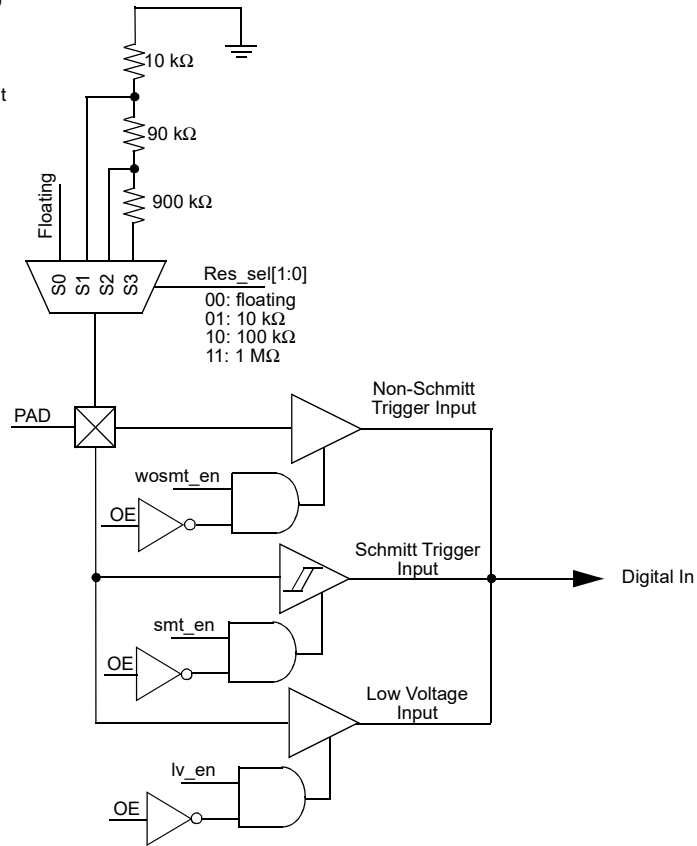 10 kΩ
t
90 kΩ
900 kΩ
Floating
S0
S1
S2
S3
Res_sel[1:0]
00: floating
01: 10 kΩ
10: 100 kΩ
11: 1 MΩ
Non-Schmitt
Trigger Input
PAD
wosmt_en
OE
Schmitt Trigger
Input
Digital In
smt_en
OE
Low Voltage
Input
lv_en
OE